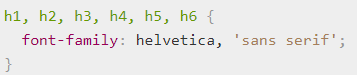 h1, h2, h3, h4, h5, h6 {
  font-family: helvetica, 'sans serif';
}